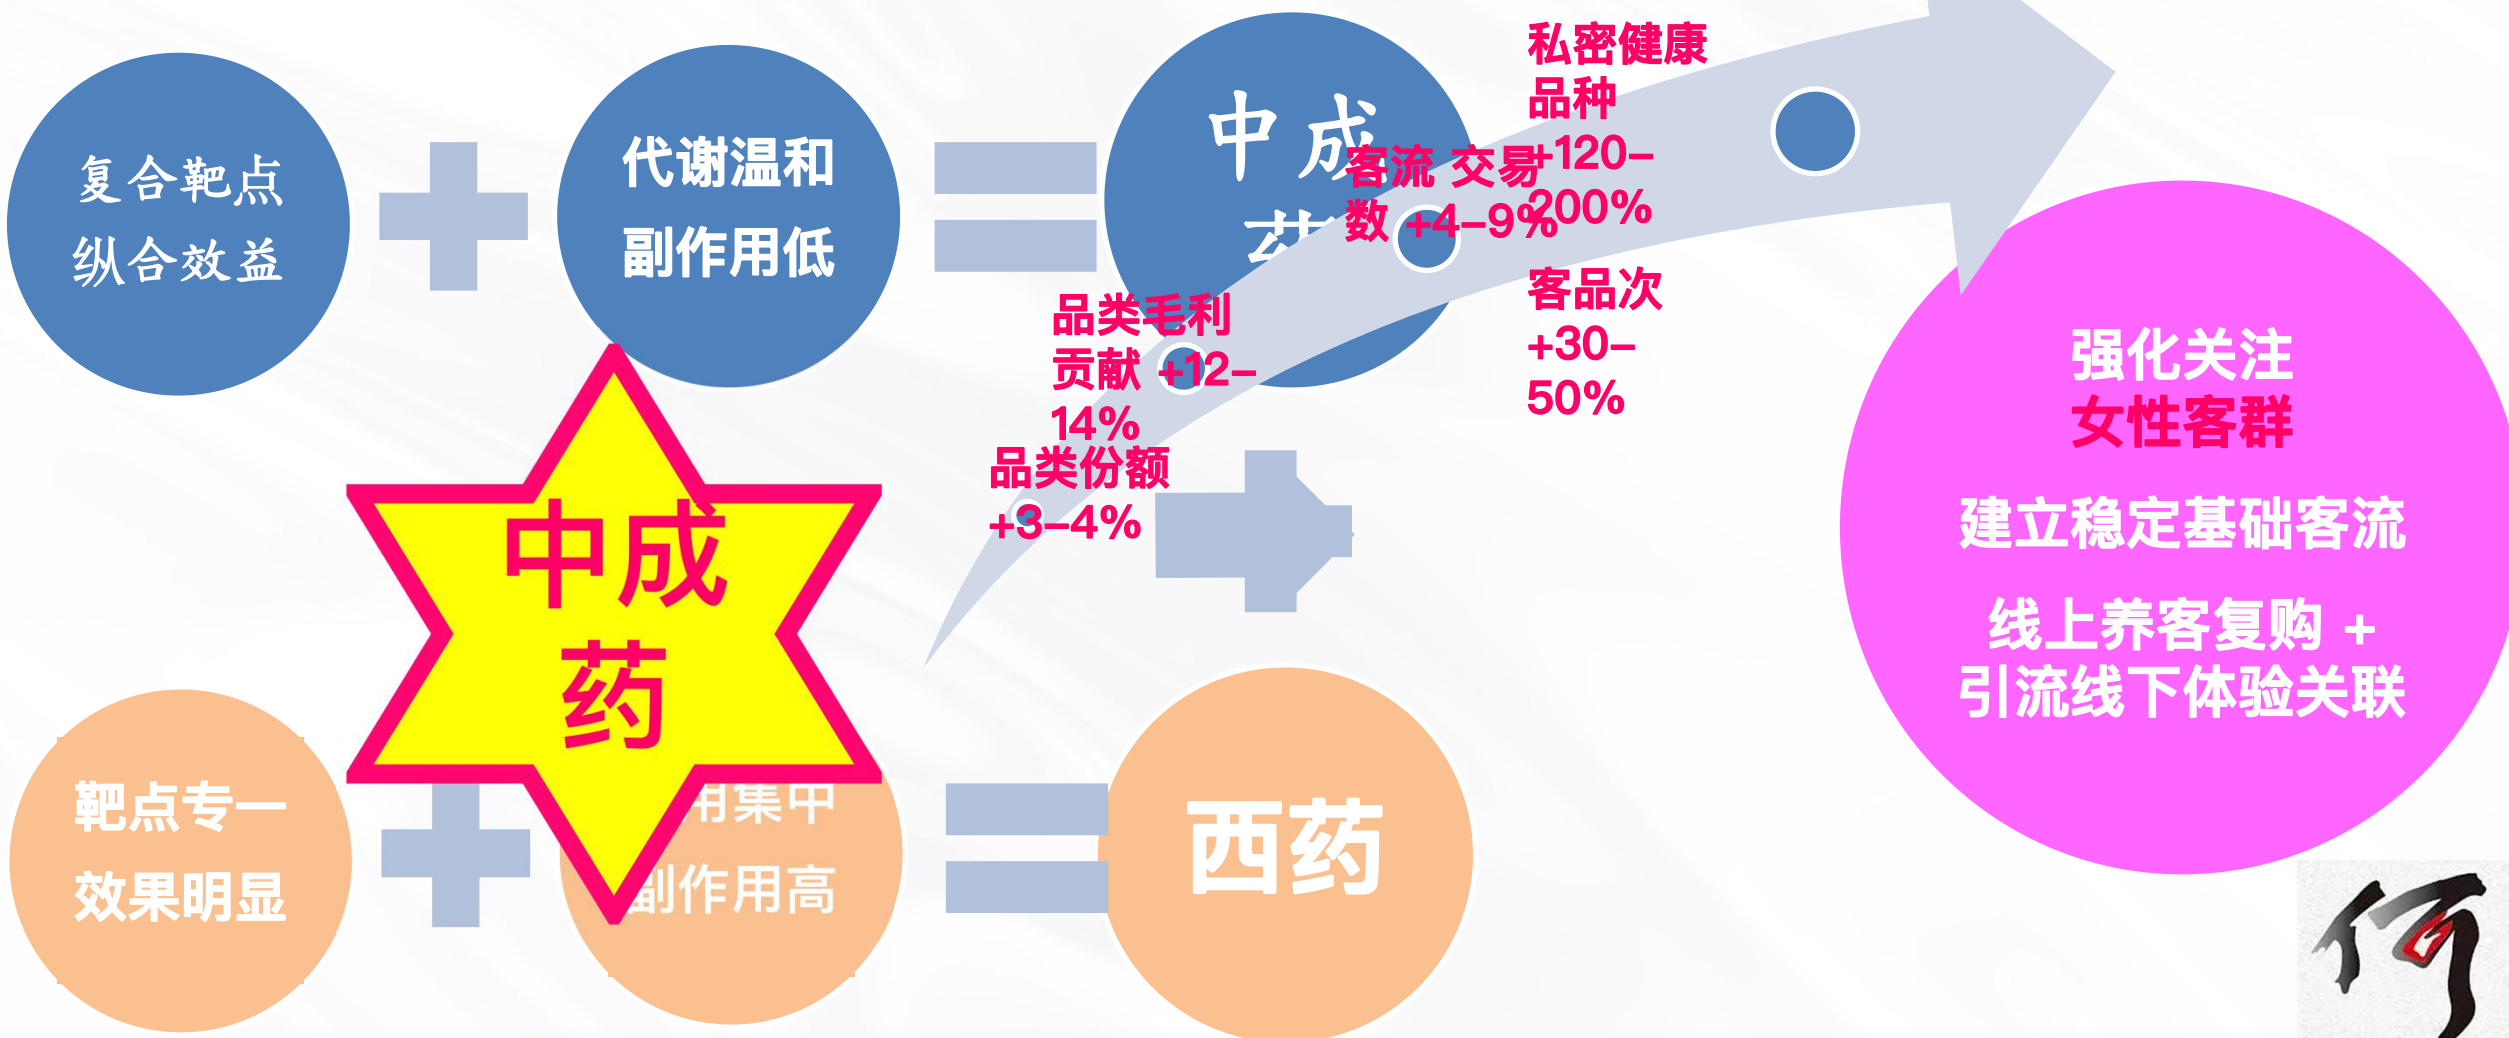 复合靶点
纵合效益
代谢温和
副作用低
中成
药
私密健康
品种
+120-
200%
客流 交易
数 +4-9%
客品次
+30-
50%
品类毛利
贡献 +12-
14%
品类份额
+3-4%
中成
药
强化关注
女性客群
建立稳定基础客流
线上养客复购 +
引流线下体验关联
靶点专一
效果明显
用集中
副作用高
西药
何